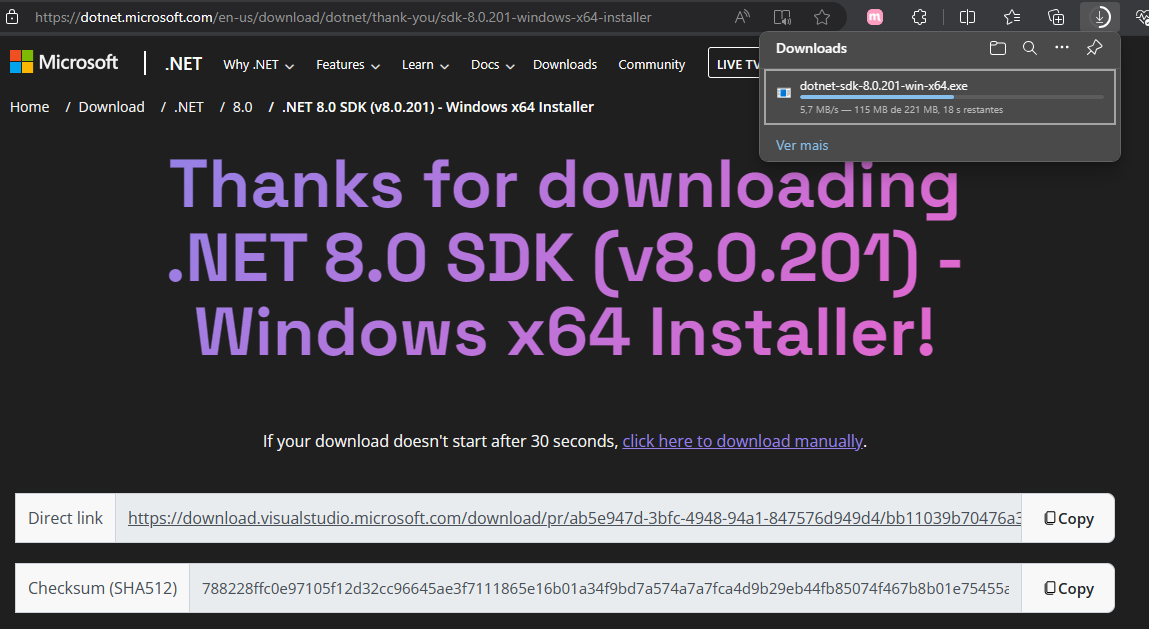 https://dotnet.microsoft.com/en-us/download/dotnet/thank-you/sdk-8.0.201-windows-x64-installer
Downloads
dotnet-sdk-8.0.201-win-x64.exe
5,7 MB/s — 115 MB de 221 MB, 18 s restantes
Ver mais
Microsoft .NET Why .NET Features Learn Docs Downloads Community LIVE TV
Home / Download / .NET / 8.0 / .NET 8.0 SDK (v8.0.201) - Windows x64 Installer
Thanks for downloading
.NET 8.0 SDK (v8.0.201) -
Windows x64 Installer!
If your download doesn't start after 30 seconds, click here to download manually.
Direct link https://download.visualstudio.microsoft.com/download/pr/ab5e947d-3bfc-4948-94a1-847576d949d4/bb11039b70476a3 Copy
Checksum (SHA512) 788228ffc0e97105f12d32cc96645ae3f7111865e16b01a34f9bd7a574a7a7fca4d9b29eb44fb85074f467b8b01e75455a Copy